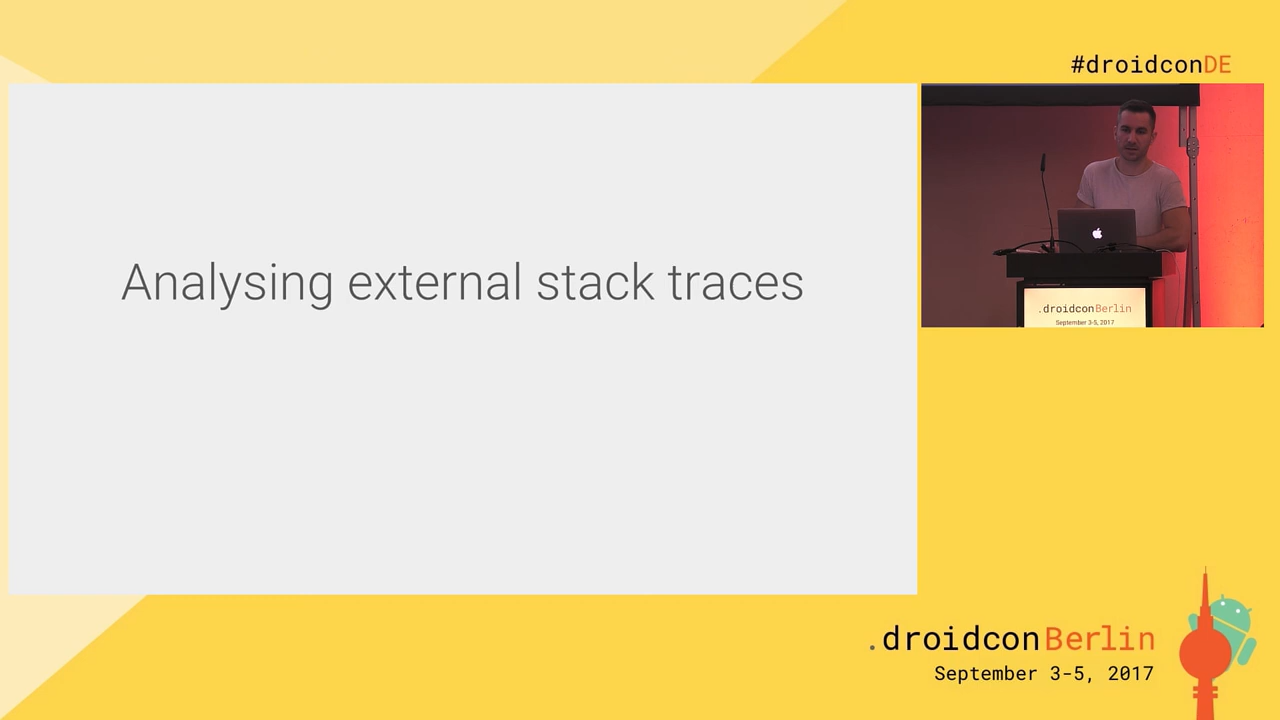 #droidconDE
Analysing external stack traces
.droidconBerlin
September 3-5, 2017
.droidconBerlin
September 3-5, 2017